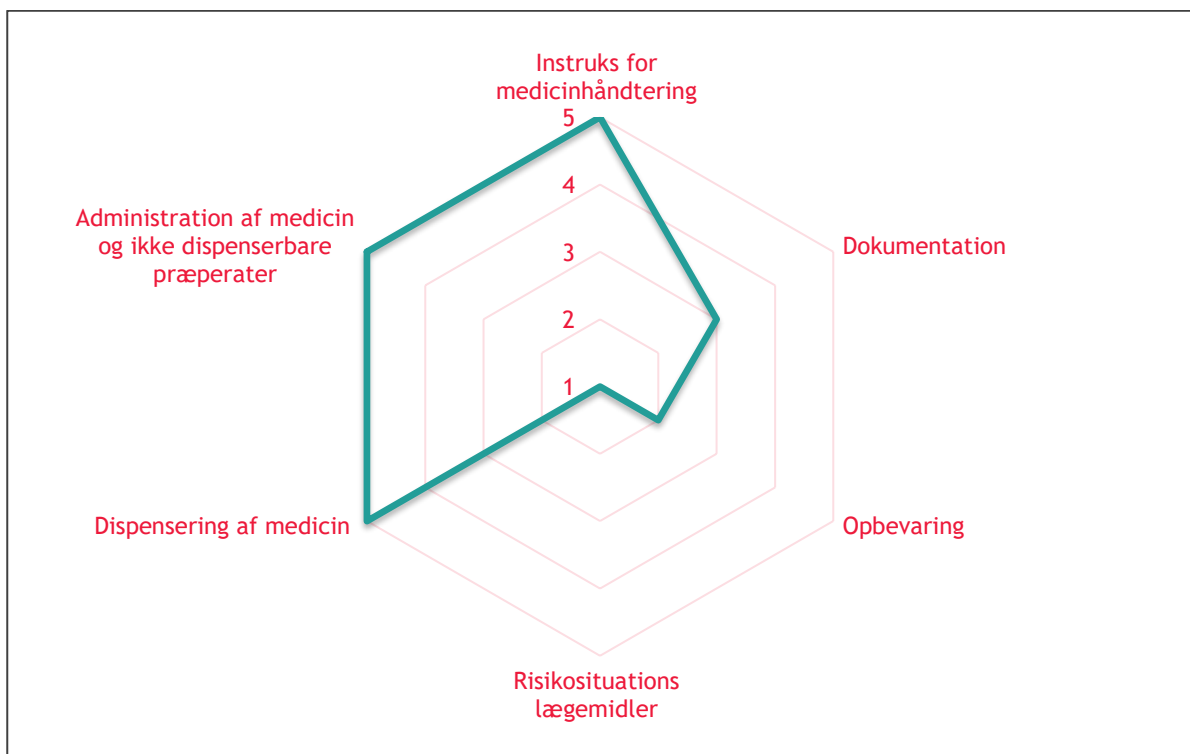 Instruks for
medicinhåndtering
5
4
Administration af medicin
og ikke dispenserbare
præperater
Dokumentation
3
2
1
Dispensering af medicin
Opbevaring
Risikosituations
lægemidler